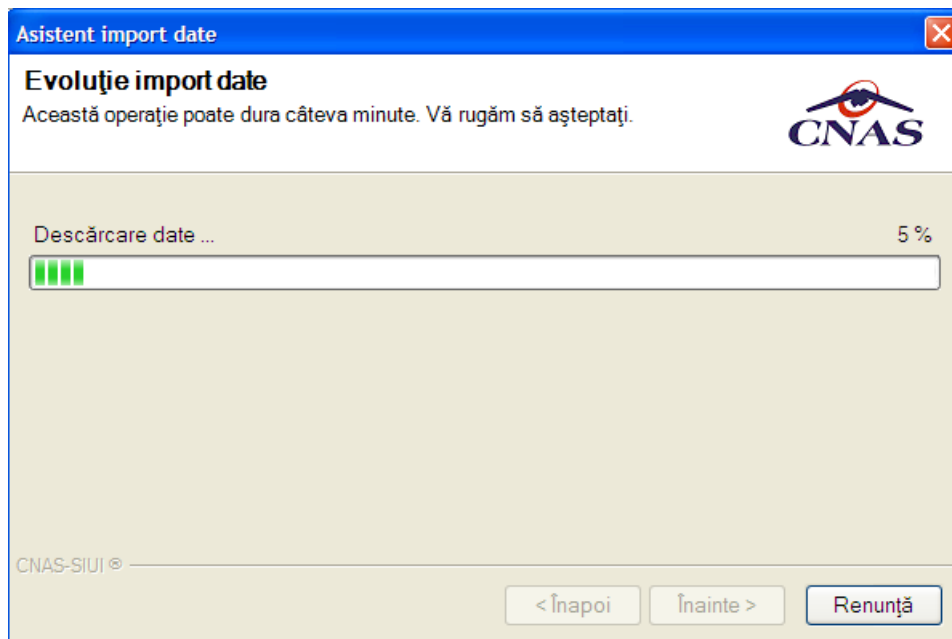 Asistent import date
Evoluţie import date
Această operaţie poate dura câteva minute. Vă rugăm să aşteptaţi.
CNAS
Descărcare date ...
5 %
CNAS-SIUI ®
< Înapoi
Înainte >
Renunţă